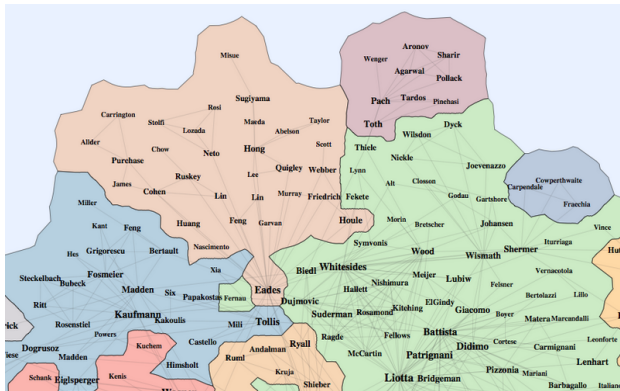 Misue
Aronov
Wenger
Sharir
Agarwal
Pollack
Sugiyama
Pach
Tardos
Pinehasi
Carrington
Rosi
Stolfi
Maeda
Taylor
Toth
Dyck
Lozada
Abelson
Wilsdon
Allder
Chow
Neto
Hong
Scott
Thiele
Nickle
Purchase
Lee
Quigley
Webber
Lynn
Joevenazzo
James
Ruskey
Alt
Closson
Cowperthwaite
Carpendale
Cohen
Lin
Lin
Murray
Friedrich
Fekete
Godau
Gartshore
Fraechia
Miller
Kant
Feng
Huang
Feng
Garvan
Houle
Morin
Bretscher
Johansen
Vince
Hes
Grigorescu
Bertault
Nascimento
Symvonis
Wood
Shermer
Iturriaga
Wismath
Steckelbach
Fosmeier
Bubeck
Xia
Biedl
Whitesides
Meijer
Lubiw
Vernacotola
Nishimura
Felsner
Madden
Six
Papakostas
Fernau
Eades
Hallett
Bertolazzi
Lillo
Ritt
Dujmovic
Kitching
ElGindy
Giacomo
rick
Kaufmann
Kakoulis
Suderman
Rosamond
Boyer
Matera
Marcandalli
Rosenstiel
Mili
Tollis
Powers
Ragde
Fellows
Battista
Cortese
Leonforte
iese
Dogrusoz
Kuchem
Castello
Andalman
Ryall
McCartin
Patrignani
Didimo
Carmignani
Madden
Ruml
Lenhart
Himsholt
Schank
Eiglsperger
Kenis
Kruja
Shieber
Liotta
Bridgeman
Pizzonia
Mariani
Barbagallo
Italiano